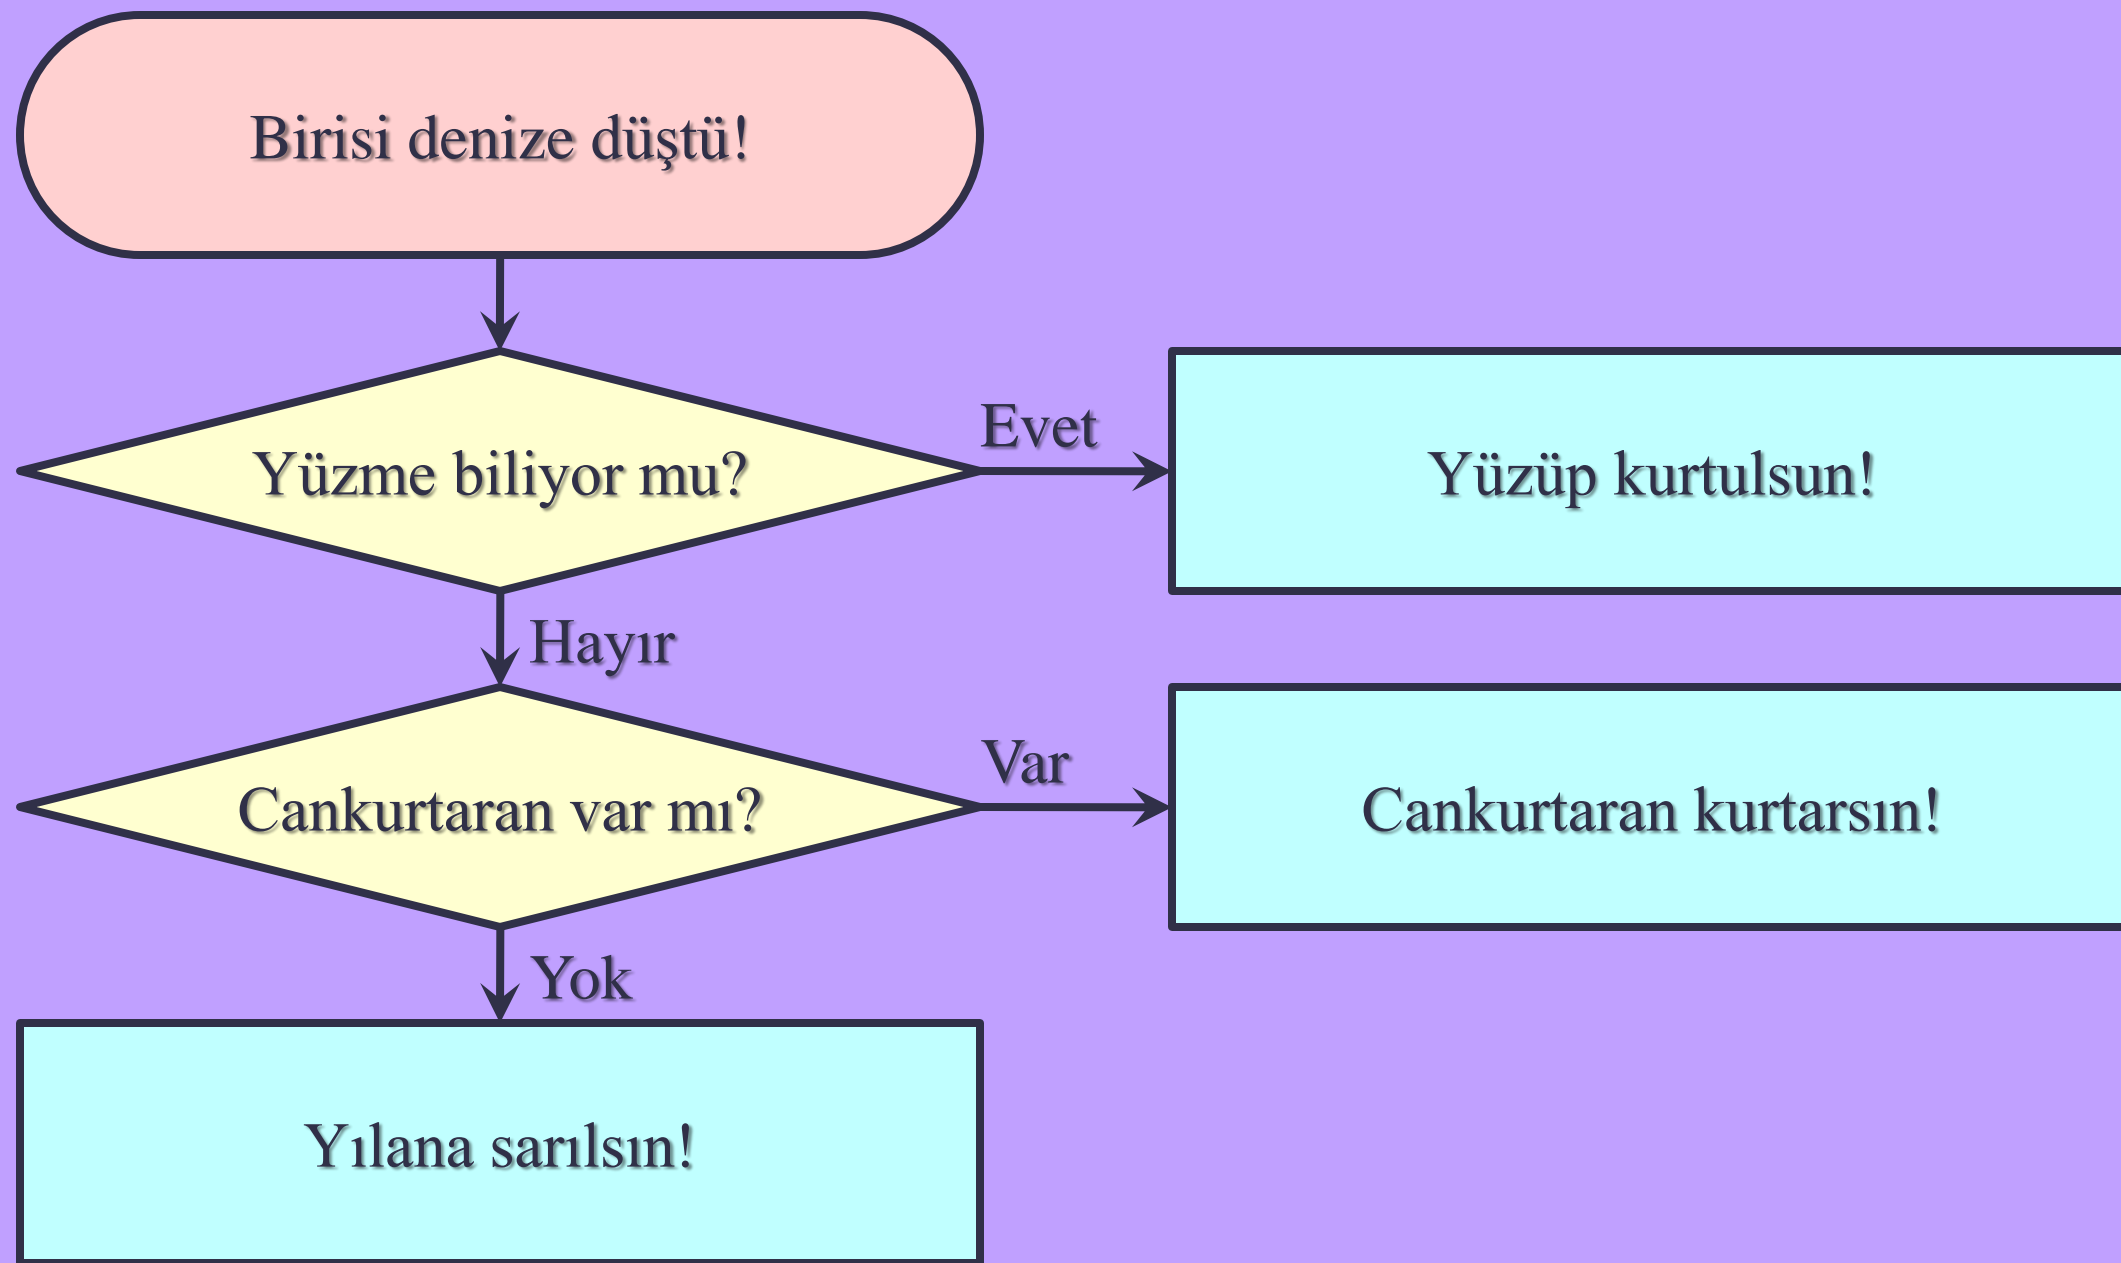 Birisi denize düştü!
Yüzme biliyor mu?
Evet
Yüzüp kurtulsun!
Hayır
Cankurtaran var mı?
Var
Cankurtaran kurtarsın!
Yok
Yılana sarılsın!